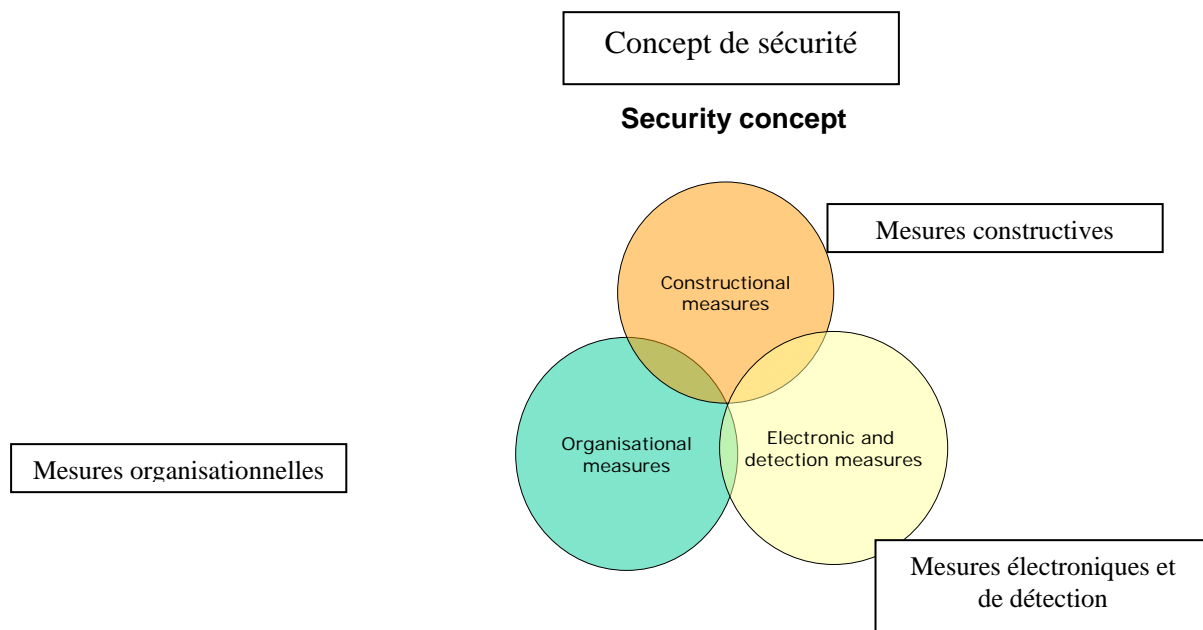 Concept de sécurité
Security concept
Mesures constructives
Constructional
measures
Organisational
measures
Electronic and
detection measures
Mesures organisationnelles
Mesures électroniques et
de détection